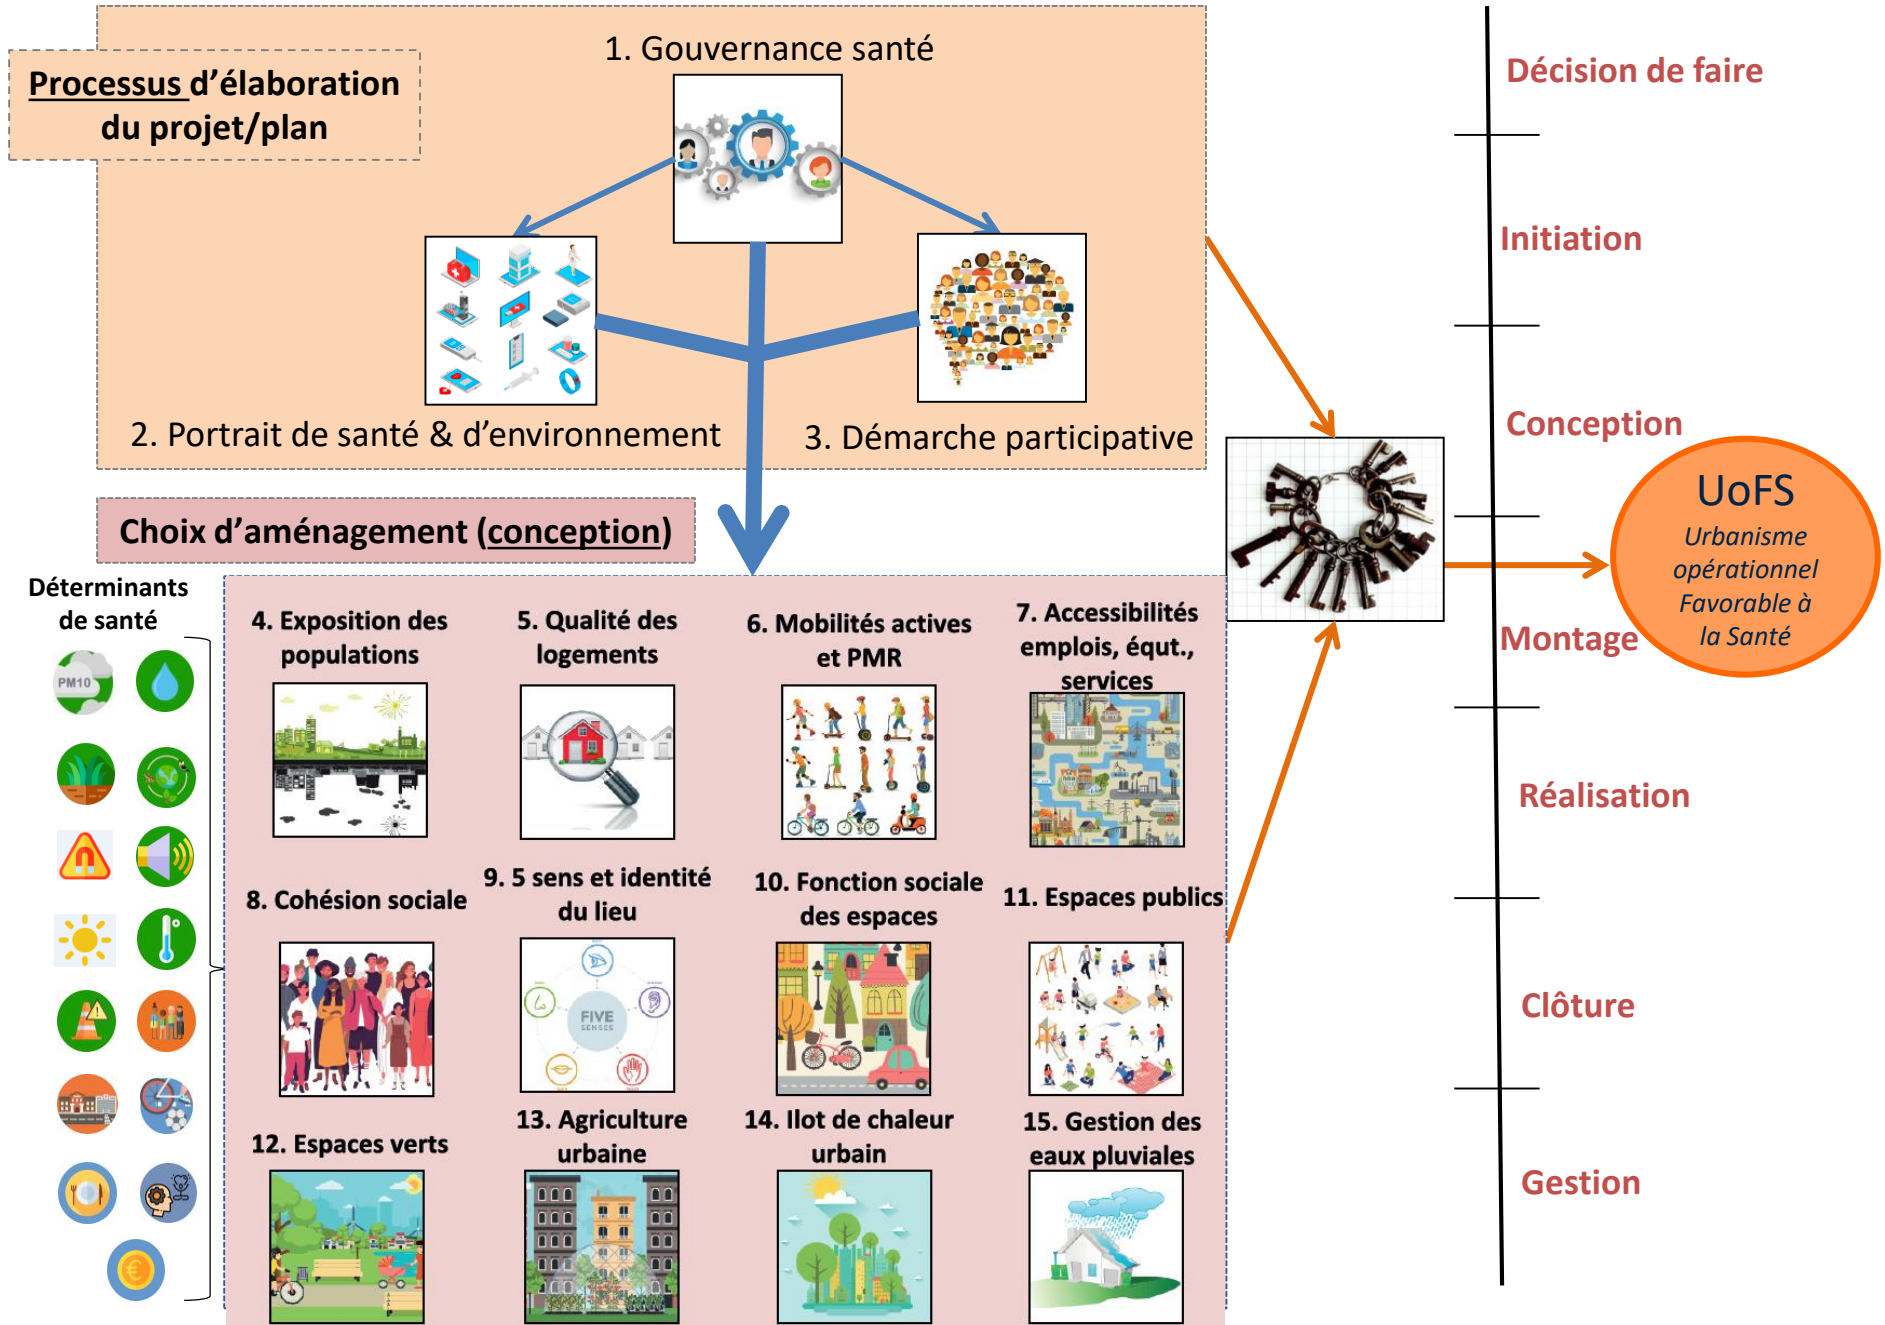 Processus d'élaboration
du projet/plan
1. Gouvernance santé
2. Portrait de santé & d'environnement
3. Démarche participative
Choix d'aménagement (conception)
Déterminants
de santé
PM10
4. Exposition des
populations
5. Qualité des
logements
6. Mobilités actives
et PMR
7. Accessibilités
emplois, équt.,
services
8. Cohésion sociale
9. 5 sens et identité
du lieu
FIVE
SENSES
10. Fonction sociale
des espaces
11. Espaces publics
12. Espaces verts
13. Agriculture
urbaine
14. Ilot de chaleur
urbain
15. Gestion des
eaux pluviales
Décision de faire
Initiation
Conception
Montage
Réalisation
Clôture
Gestion
UoFS
Urbanisme
opérationnel
Favorable à
la Santé